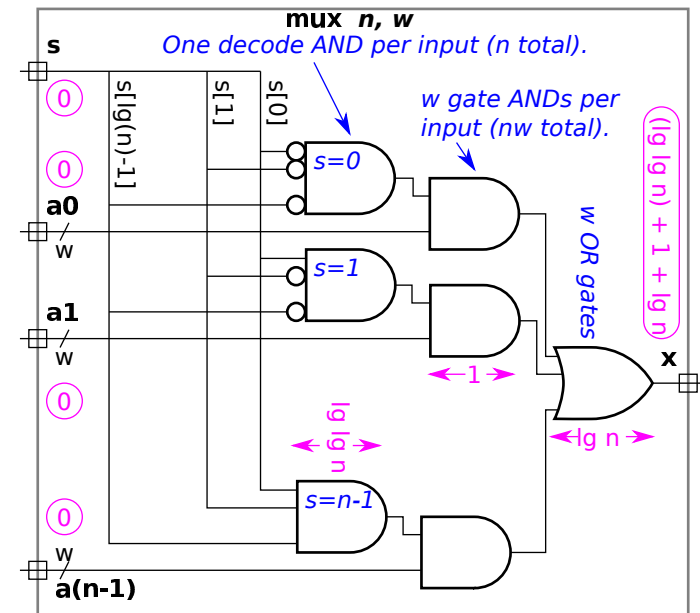 mux n, w
One decode AND per input (n total).
s
0
s[lg(n)-1]
s[1]
s[0]
w gate ANDs per
input (nw total).
s=0
0
a0
w
(lg lg n) + 1 + lg n
w OR gates
s=1
a1
w
0
1
x
lg lg n
lg n
s=n-1
0
w
a(n-1)